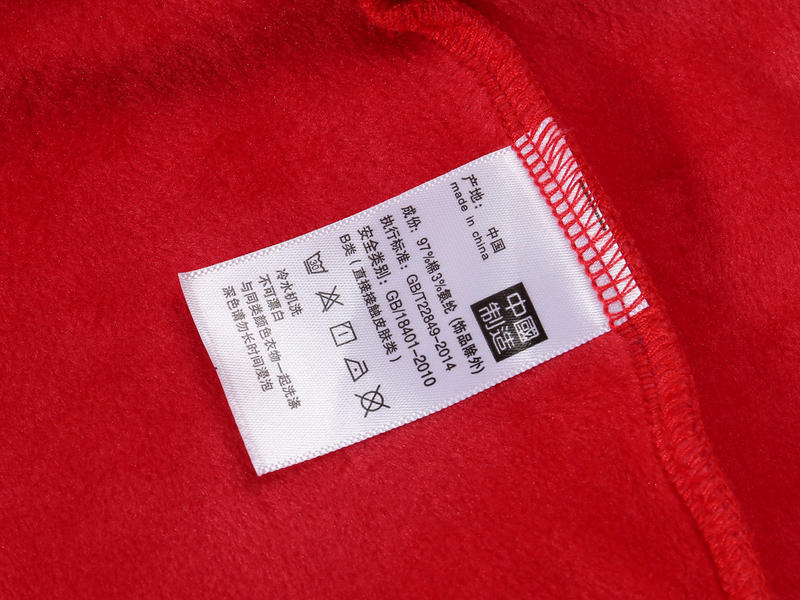 产地： 中国
made in china
中國
制造
成份: 97%棉3%氨纶 (饰品除外)
执行标准: GB/T22849-2014
安全类别: GB/18401-2010
B类 (直接接触皮肤类)
30
冷水机洗
不可漂白
与同类颜色衣物一起洗涤
深色请勿长时间浸泡